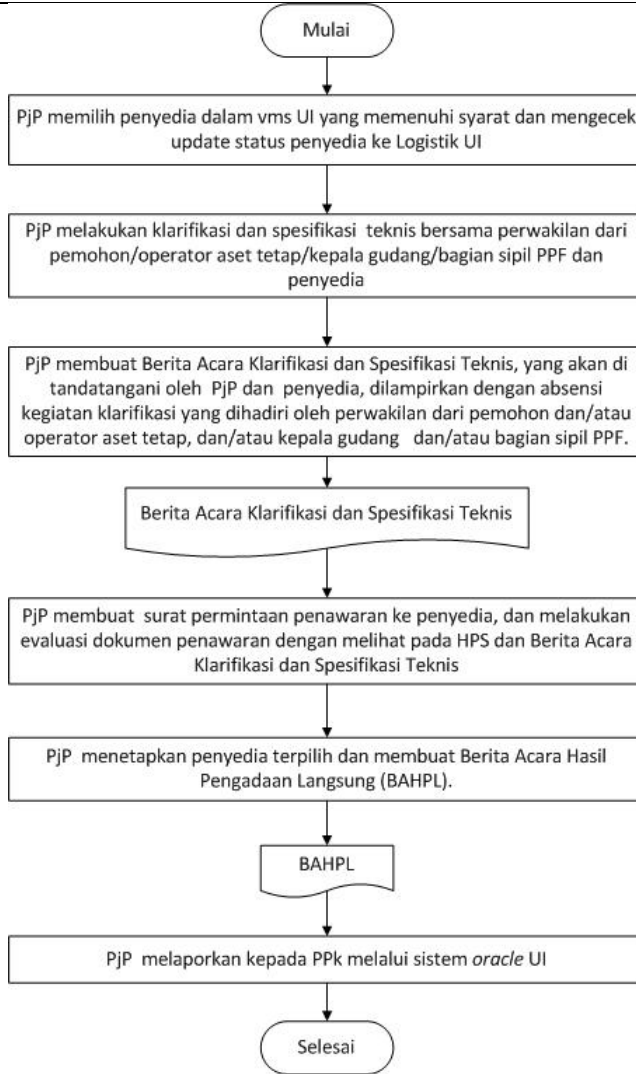 Mulai
PjP memilih penyedia dalam vms UI yang memenuhi syarat dan mengecek
update status penyedia ke Logistik UI
PjP melakukan klarifikasi dan spesifikasi teknis bersama perwakilan dari
pemohon/operator aset tetap/kepala gudang/bagian sipil PPF dan
penyedia
PjP membuat Berita Acara Klarifikasi dan Spesifikasi Teknis, yang akan di
tandatangani oleh PjP dan penyedia, dilampirkan dengan absensi
kegiatan klarifikasi yang dihadiri oleh perwakilan dari pemohon dan/atau
operator aset tetap, dan/atau kepala gudang dan/atau bagian sipil PPF.
Berita Acara Klarifikasi dan Spesifikasi Teknis
PjP membuat surat permintaan penawaran ke penyedia, dan melakukan
evaluasi dokumen penawaran dengan melihat pada HPS dan Berita Acara
Klarifikasi dan Spesifikasi Teknis
PjP menetapkan penyedia terpilih dan membuat Berita Acara Hasil
Pengadaan Langsung (BAHPL).
BAHPL
PjP melaporkan kepada PPk melalui sistem oracle UI
Selesai